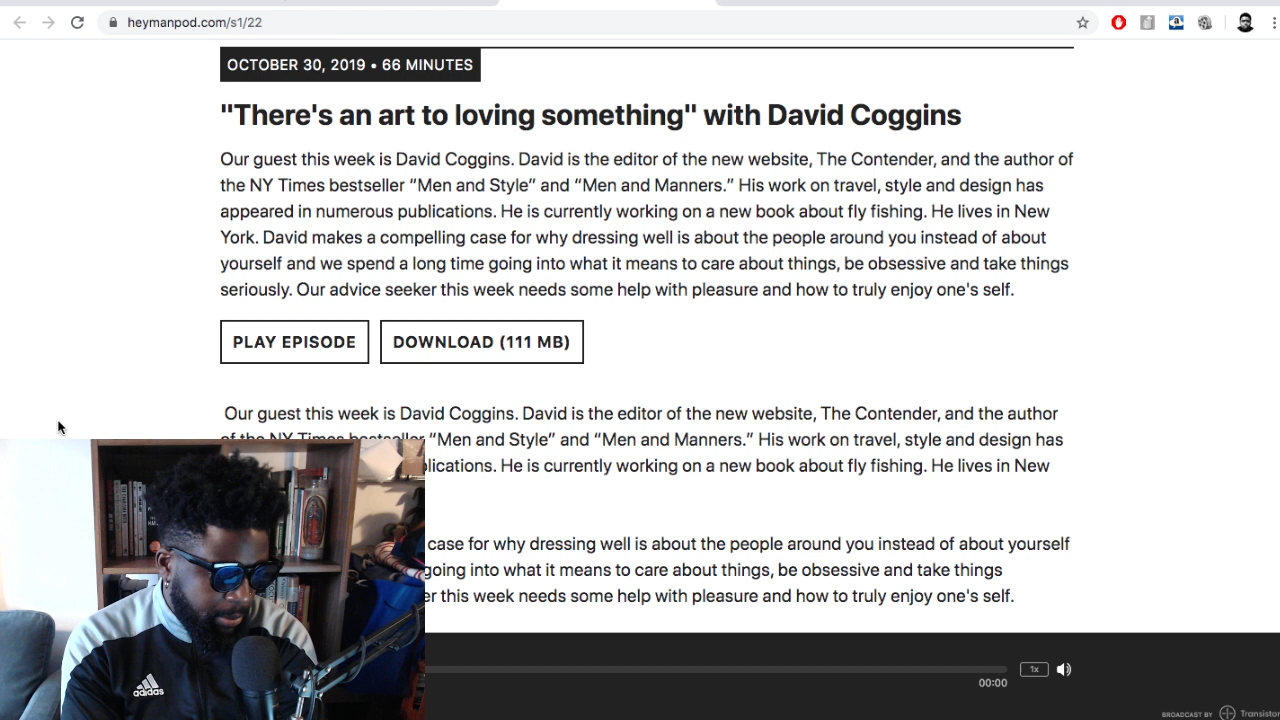 heymanpod.com/s1/22
OCTOBER 30, 2019 • 66 MINUTES
"There's an art to loving something" with David Coggins
Our guest this week is David Coggins. David is the editor of the new website, The Contender, and the author of
the NY Times bestseller “Men and Style” and “Men and Manners.” His work on travel, style and design has
appeared in numerous publications. He is currently working on a new book about fly fishing. He lives in New
York. David makes a compelling case for why dressing well is about the people around you instead of about
yourself and we spend a long time going into what it means to care about things, be obsessive and take things
seriously. Our advice seeker this week needs some help with pleasure and how to truly enjoy one's self.
PLAY EPISODE
DOWNLOAD (111 MB)
Our guest this week is David Coggins. David is the editor of the new website, The Contender, and the author
of the NY Times bestseller “Men and Style” and “Men and Manners.” His work on travel, style and design has
lications. He is currently working on a new book about fly fishing. He lives in New
case for why dressing well is about the people around you instead of about yourself
going into what it means to care about things, be obsessive and take things
er this week needs some help with pleasure and how to truly enjoy one's self.
1x
00:00
adidas
BROADCAST BY Transistor